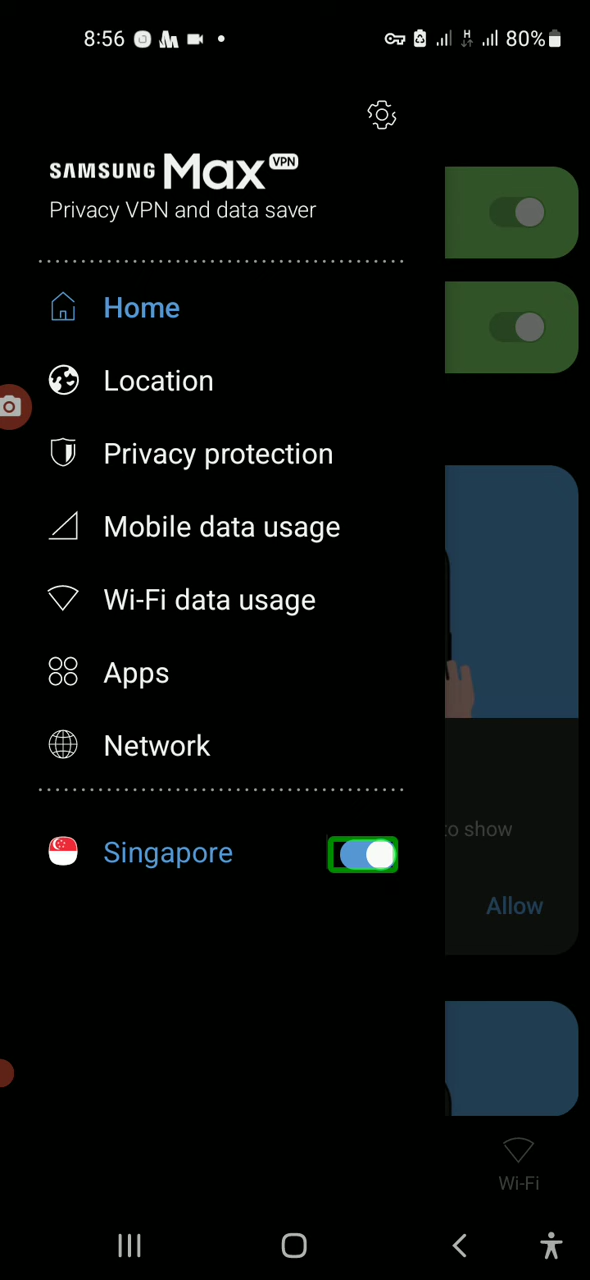 8:56
H
80%
SAMSUNG Max VPN
Privacy VPN and data saver
Home
Location
Privacy protection
Mobile data usage
Wi-Fi data usage
Apps
Network
Singapore
to show
Allow
Wi-Fi